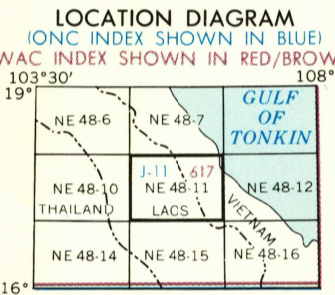 LOCATION DIAGRAM
(ONC INDEX SHOWN IN BLUE)
WAC INDEX SHOWN IN RED/BROW
103°30' 108°
19°
NE 48-6 NE 48-7 GULF OF TONKIN
J-11 617
NE 48-10 NE 48-11 NE 48-12
THAILAND LAOS VIETNAM
NE 48-14 NE 48-15 NE 48-16
16°